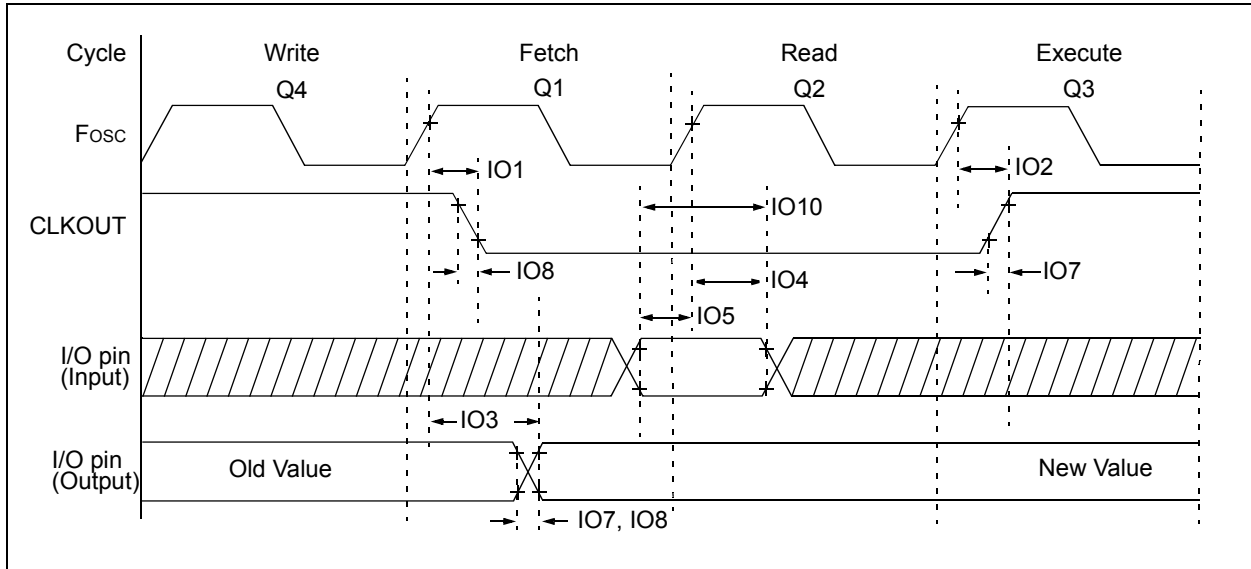 Cycle Write Fetch Read Execute
Q4 Q1 Q2 Q3
FOSC
IO1 IO2
CLKOUT
IO10
IO8 IO4 IO7
IO5
I/O pin
(Input)
IO3
I/O pin
(Output)
Old Value New Value
IO7, IO8